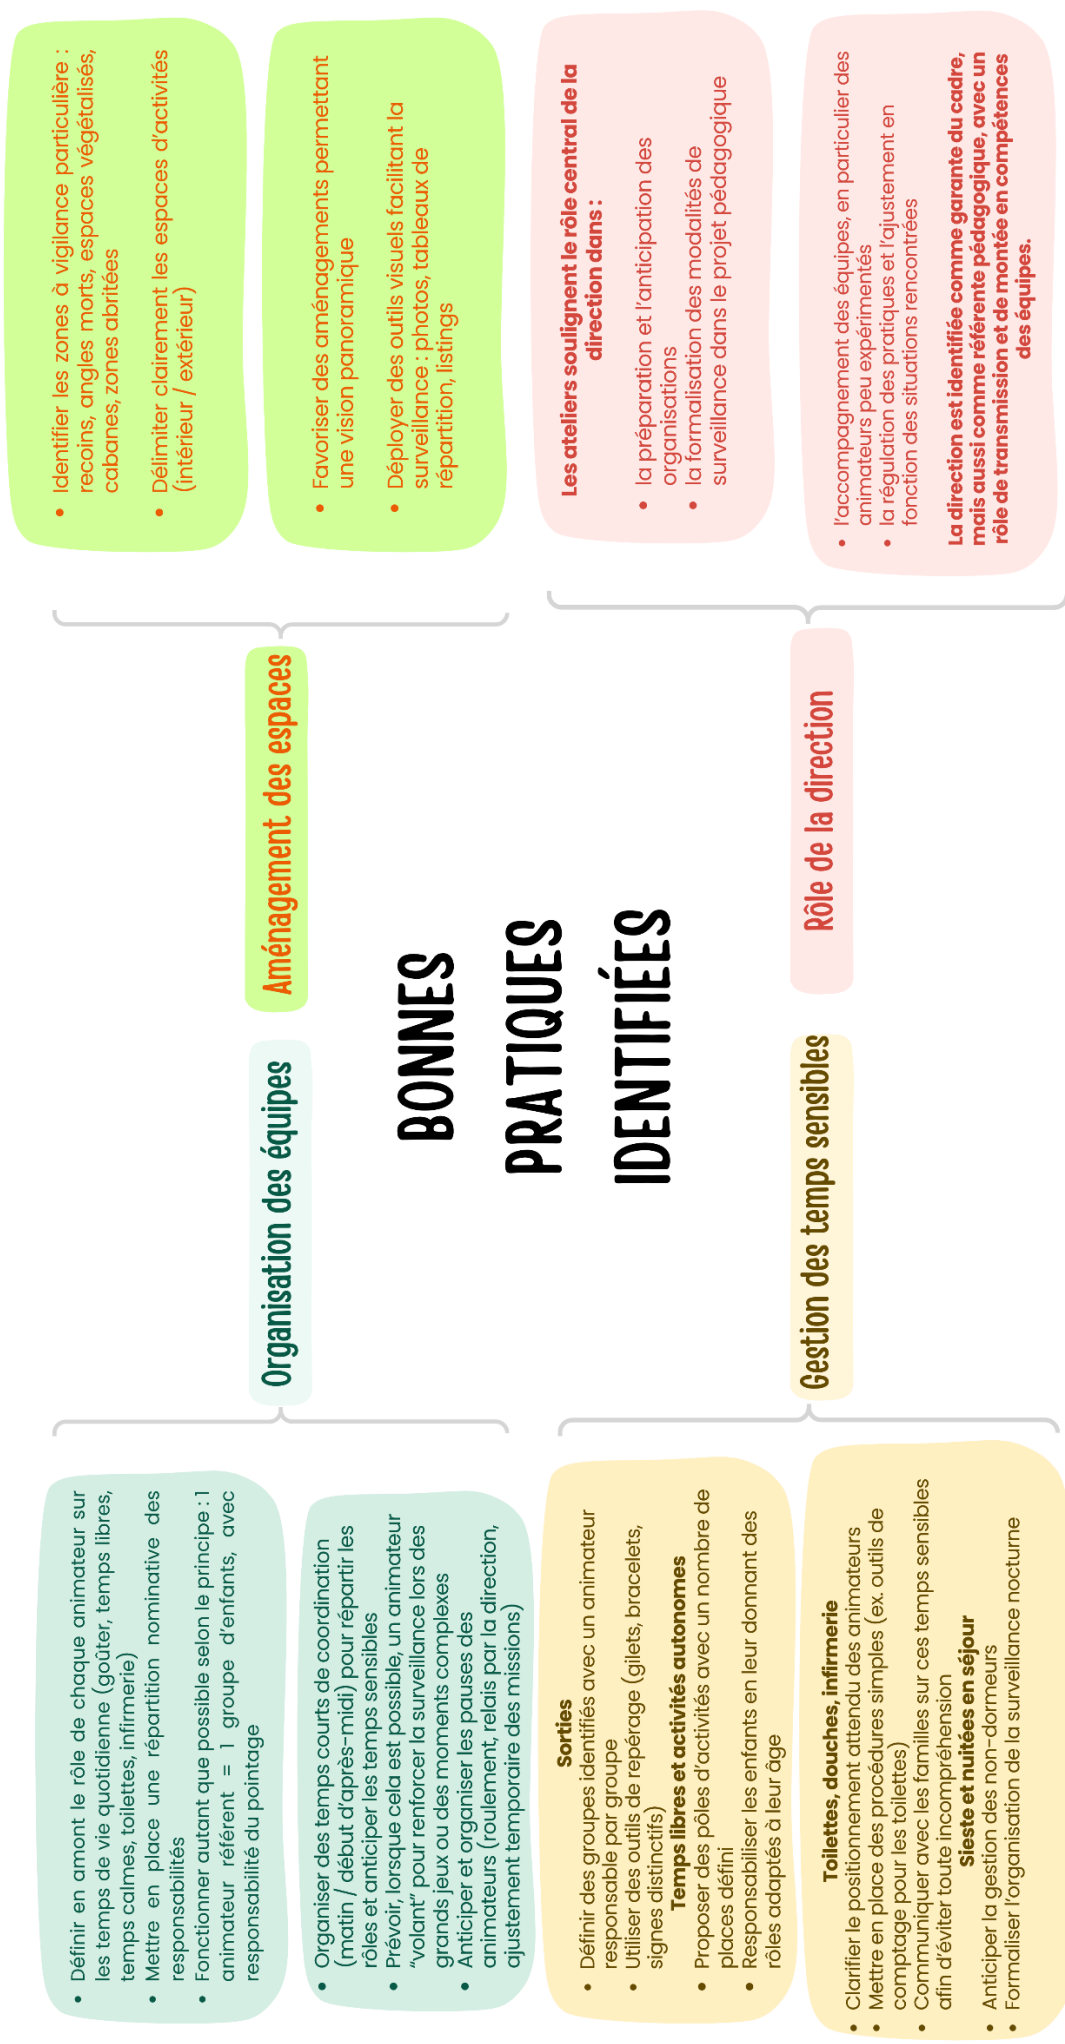 Définir en amont le rôle de chaque animateur sur
les temps de vie quotidienne (goûter, temps libres,
temps calmes, toilettes, infirmerie)
Mettre en place une répartition nominative des
responsabilités
Fonctionner autant que possible selon le principe : 1
animateur référent = 1 groupe d'enfants, avec
responsabilité du pointage
Organiser des temps courts de coordination
(matin / début d'après-midi) pour répartir les
rôles et anticiper les temps sensibles
Prévoir, lorsque cela est possible, un animateur
"volant" pour renforcer la surveillance lors des
grands jeux ou des moments complexes
Anticiper et organiser les pauses des
animateurs (roulement, relais par la direction,
ajustement temporaire des missions)
Organisation des équipes
Aménagement des espaces
Identifier les zones à vigilance particulière :
recoins, angles morts, espaces végétalisés,
cabanes, zones abritées
Délimiter clairement les espaces d'activités
(intérieur / extérieur)
Favoriser des aménagements permettant
une vision panoramique
Déployer des outils visuels facilitant la
surveillance : photos, tableaux de
répartition, listings
BONNES
PRATIQUES
IDENTIFIÉES
Sorties
Définir des groupes identifiés avec un animateur
responsable par groupe
Utiliser des outils de repérage (gilets, bracelets,
signes distinctifs)
Temps libres et activités autonomes
Proposer des pôles d'activités avec un nombre de
places défini
Responsabiliser les enfants en leur donnant des
rôles adaptés à leur âge
Toilettes, douches, infirmerie
Clarifier le positionnement attendu des animateurs
Mettre en place des procédures simples (ex. outils de
comptage pour les toilettes)
Communiquer avec les familles sur ces temps sensibles
afin d'éviter toute incompréhension
Sieste et nuitées en séjour
Anticiper la gestion des non-dormeurs
Formaliser l'organisation de la surveillance nocturne
Gestion des temps sensibles
Rôle de la direction
Les ateliers soulignent le rôle central de la
direction dans :
la préparation et l'anticipation des
organisations
la formalisation des modalités de
surveillance dans le projet pédagogique
l'accompagnement des équipes, en particulier des
animateurs peu expérimentés
la régulation des pratiques et l'ajustement en
fonction des situations rencontrées
La direction est identifiée comme garante du cadre,
mais aussi comme référente pédagogique, avec un
rôle de transmission et de montée en compétences
des équipes.